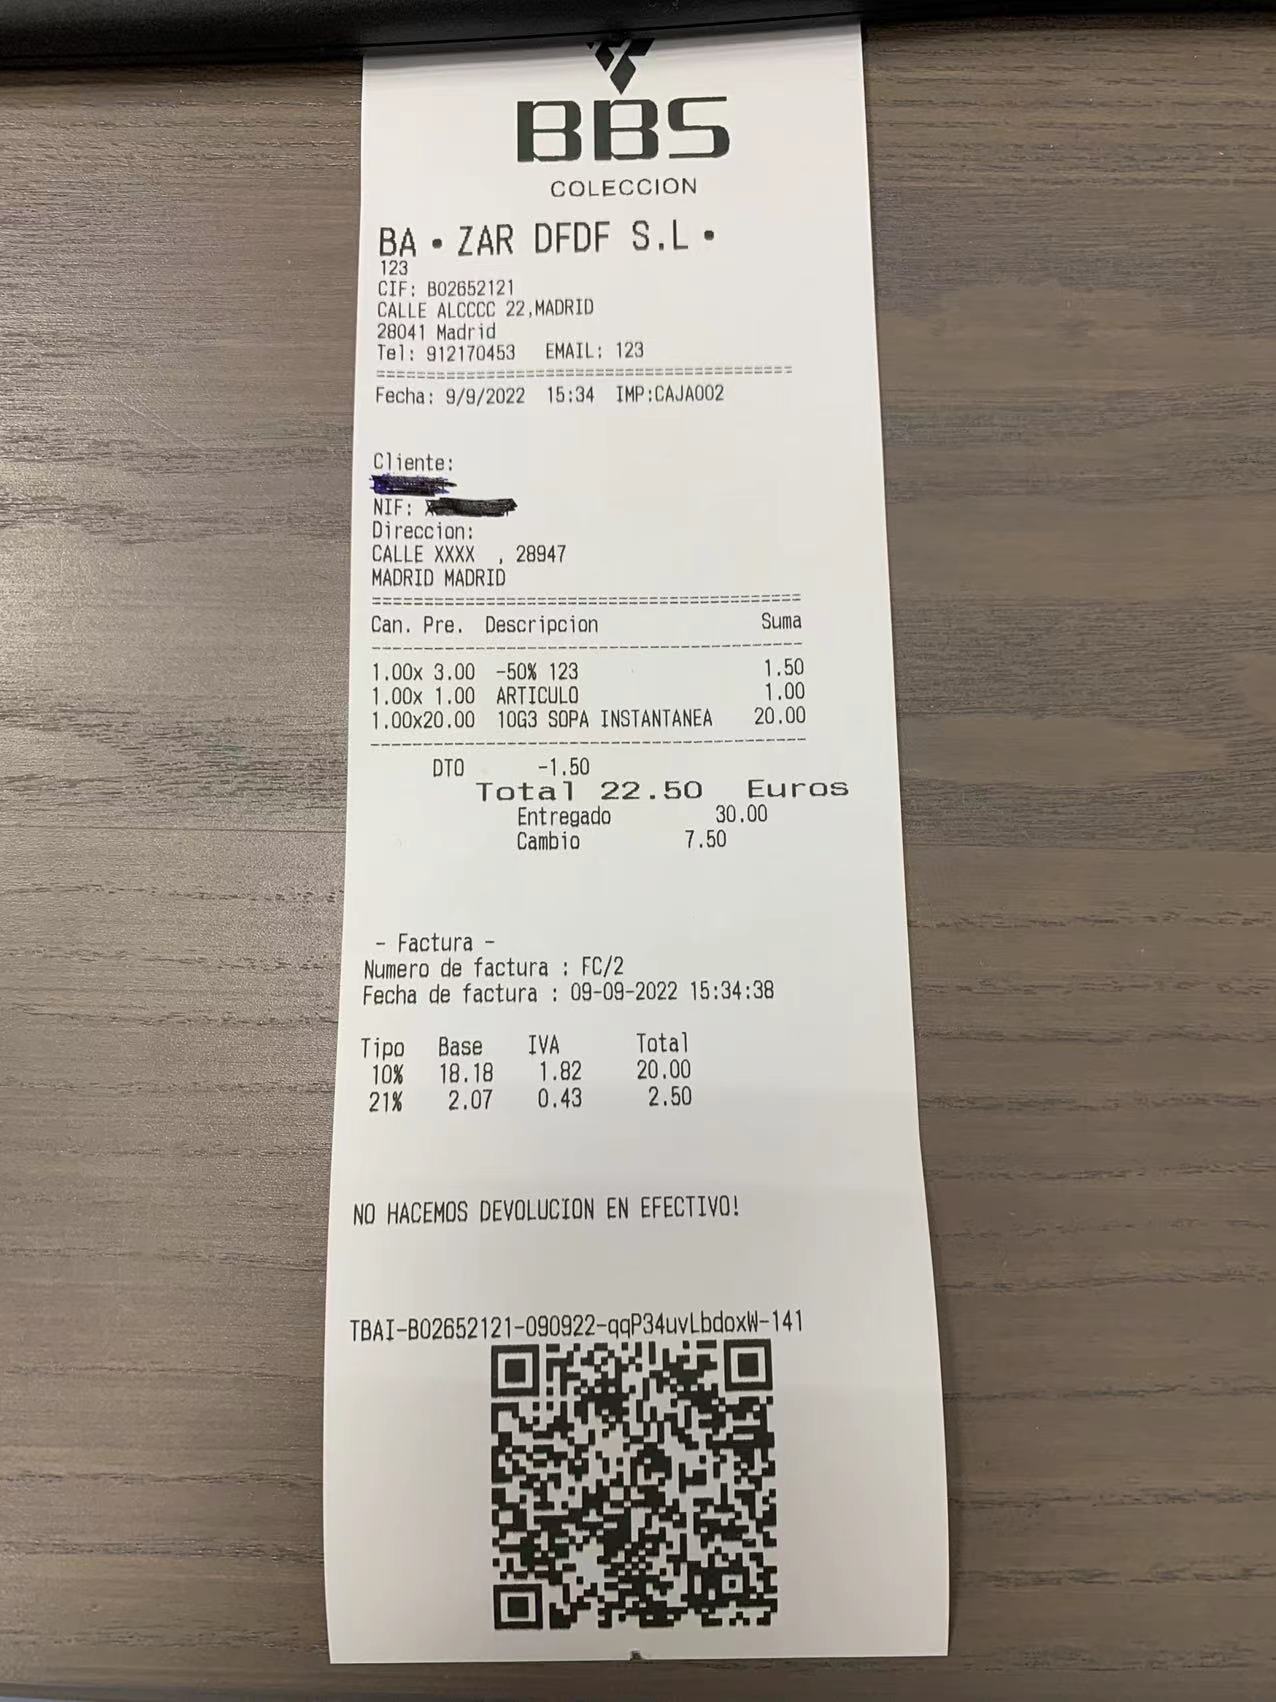 BBS
COLECCION
BA • ZAR DFDF S.L •
123
CIF: B02652121
CALLE ALCCCC 22,MADRID
28041 Madrid
Tel: 912170453 EMAIL: 123
========================================
Fecha: 9/9/2022 15:34 IMP:CAJA002
Cliente:
NIF:
Direccion:
CALLE XXXX , 28947
MADRID MADRID
========================================
Can. Pre. Descripcion Suma
----------------------------------------
1.00x 3.00 -50% 123 1.50
1.00x 1.00 ARTICULO 1.00
1.00x20.00 10G3 SOPA INSTANTANEA 20.00
----------------------------------------
DTO -1.50
Total 22.50 Euros
Entregado 30.00
Cambio 7.50
- Factura -
Numero de factura : FC/2
Fecha de factura : 09-09-2022 15:34:38
Tipo Base IVA Total
10% 18.18 1.82 20.00
21% 2.07 0.43 2.50
NO HACEMOS DEVOLUCION EN EFECTIVO!
TBAI-B02652121-090922-qqP34uvLbdoxW-141